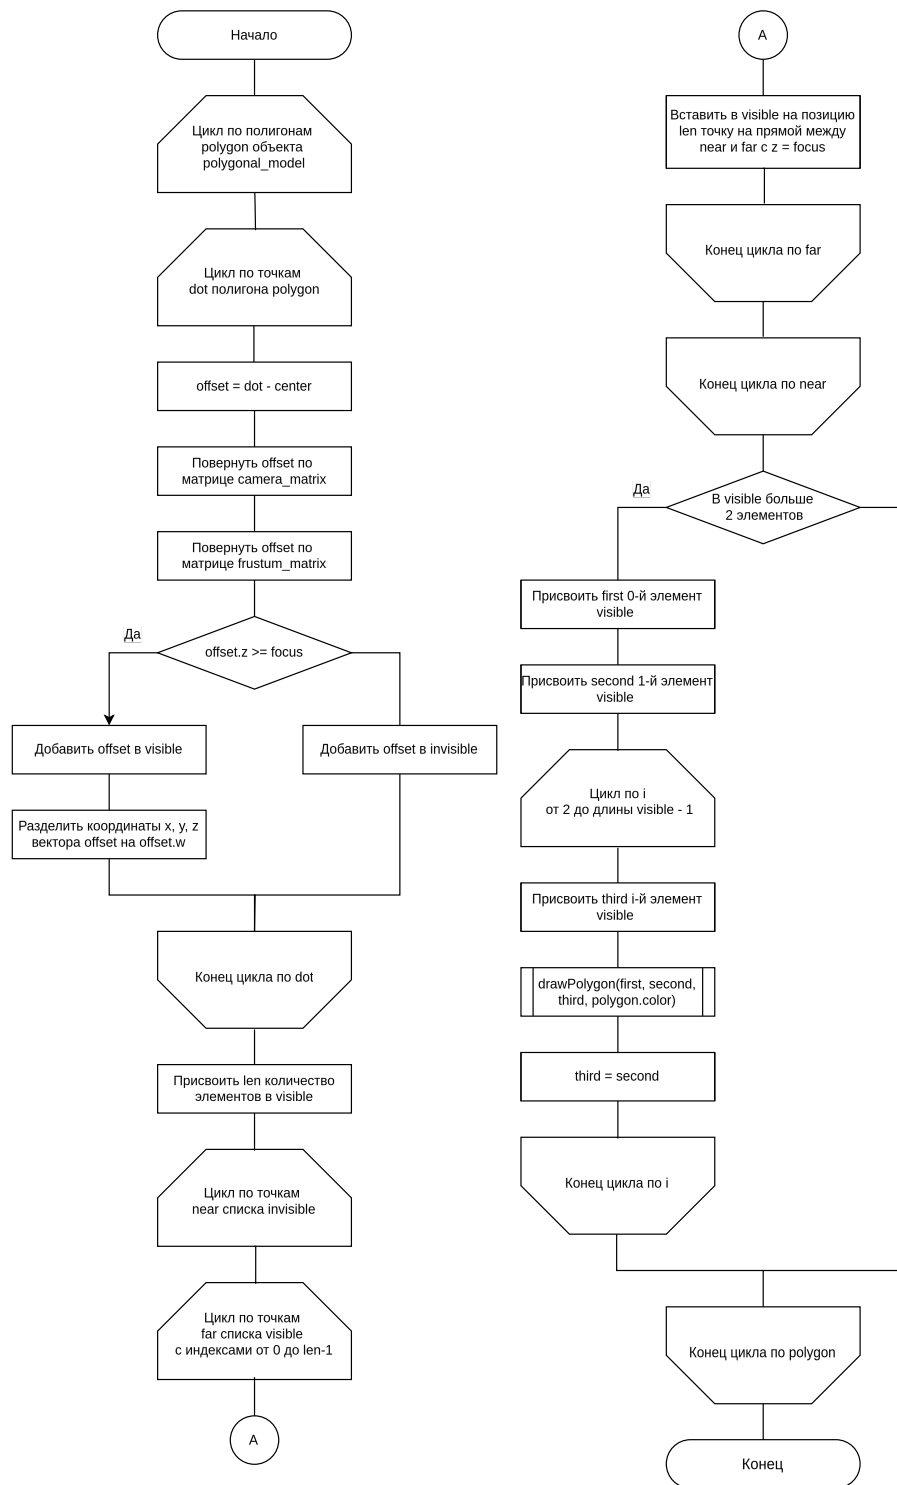 Начало
Цикл по полигонам
polygon объекта
polygonal_model
Цикл по точкам
dot полигона polygon
offset = dot - center
Повернуть offset по
матрице camera_matrix
Повернуть offset по
матрице frustum_matrix
Да
offset.z >= focus
Добавить offset в visible
Добавить offset в invisible
Разделить координаты x, y, z
вектора offset на offset.w
Конец цикла по dot
Присвоить len количество
элементов в visible
Цикл по точкам
near списка invisible
Цикл по точкам
far списка visible
с индексами от 0 до len-1
A
A
Вставить в visible на позицию
len точку на прямой между
near и far с z = focus
Конец цикла по far
Конец цикла по near
Да
В visible больше
2 элементов
Присвоить first 0-й элемент
visible
Присвоить second 1-й элемент
visible
Цикл по i
от 2 до длины visible - 1
Присвоить third i-й элемент
visible
drawPolygon(first, second,
third, polygon.color)
third = second
Конец цикла по i
Конец цикла по polygon
Конец